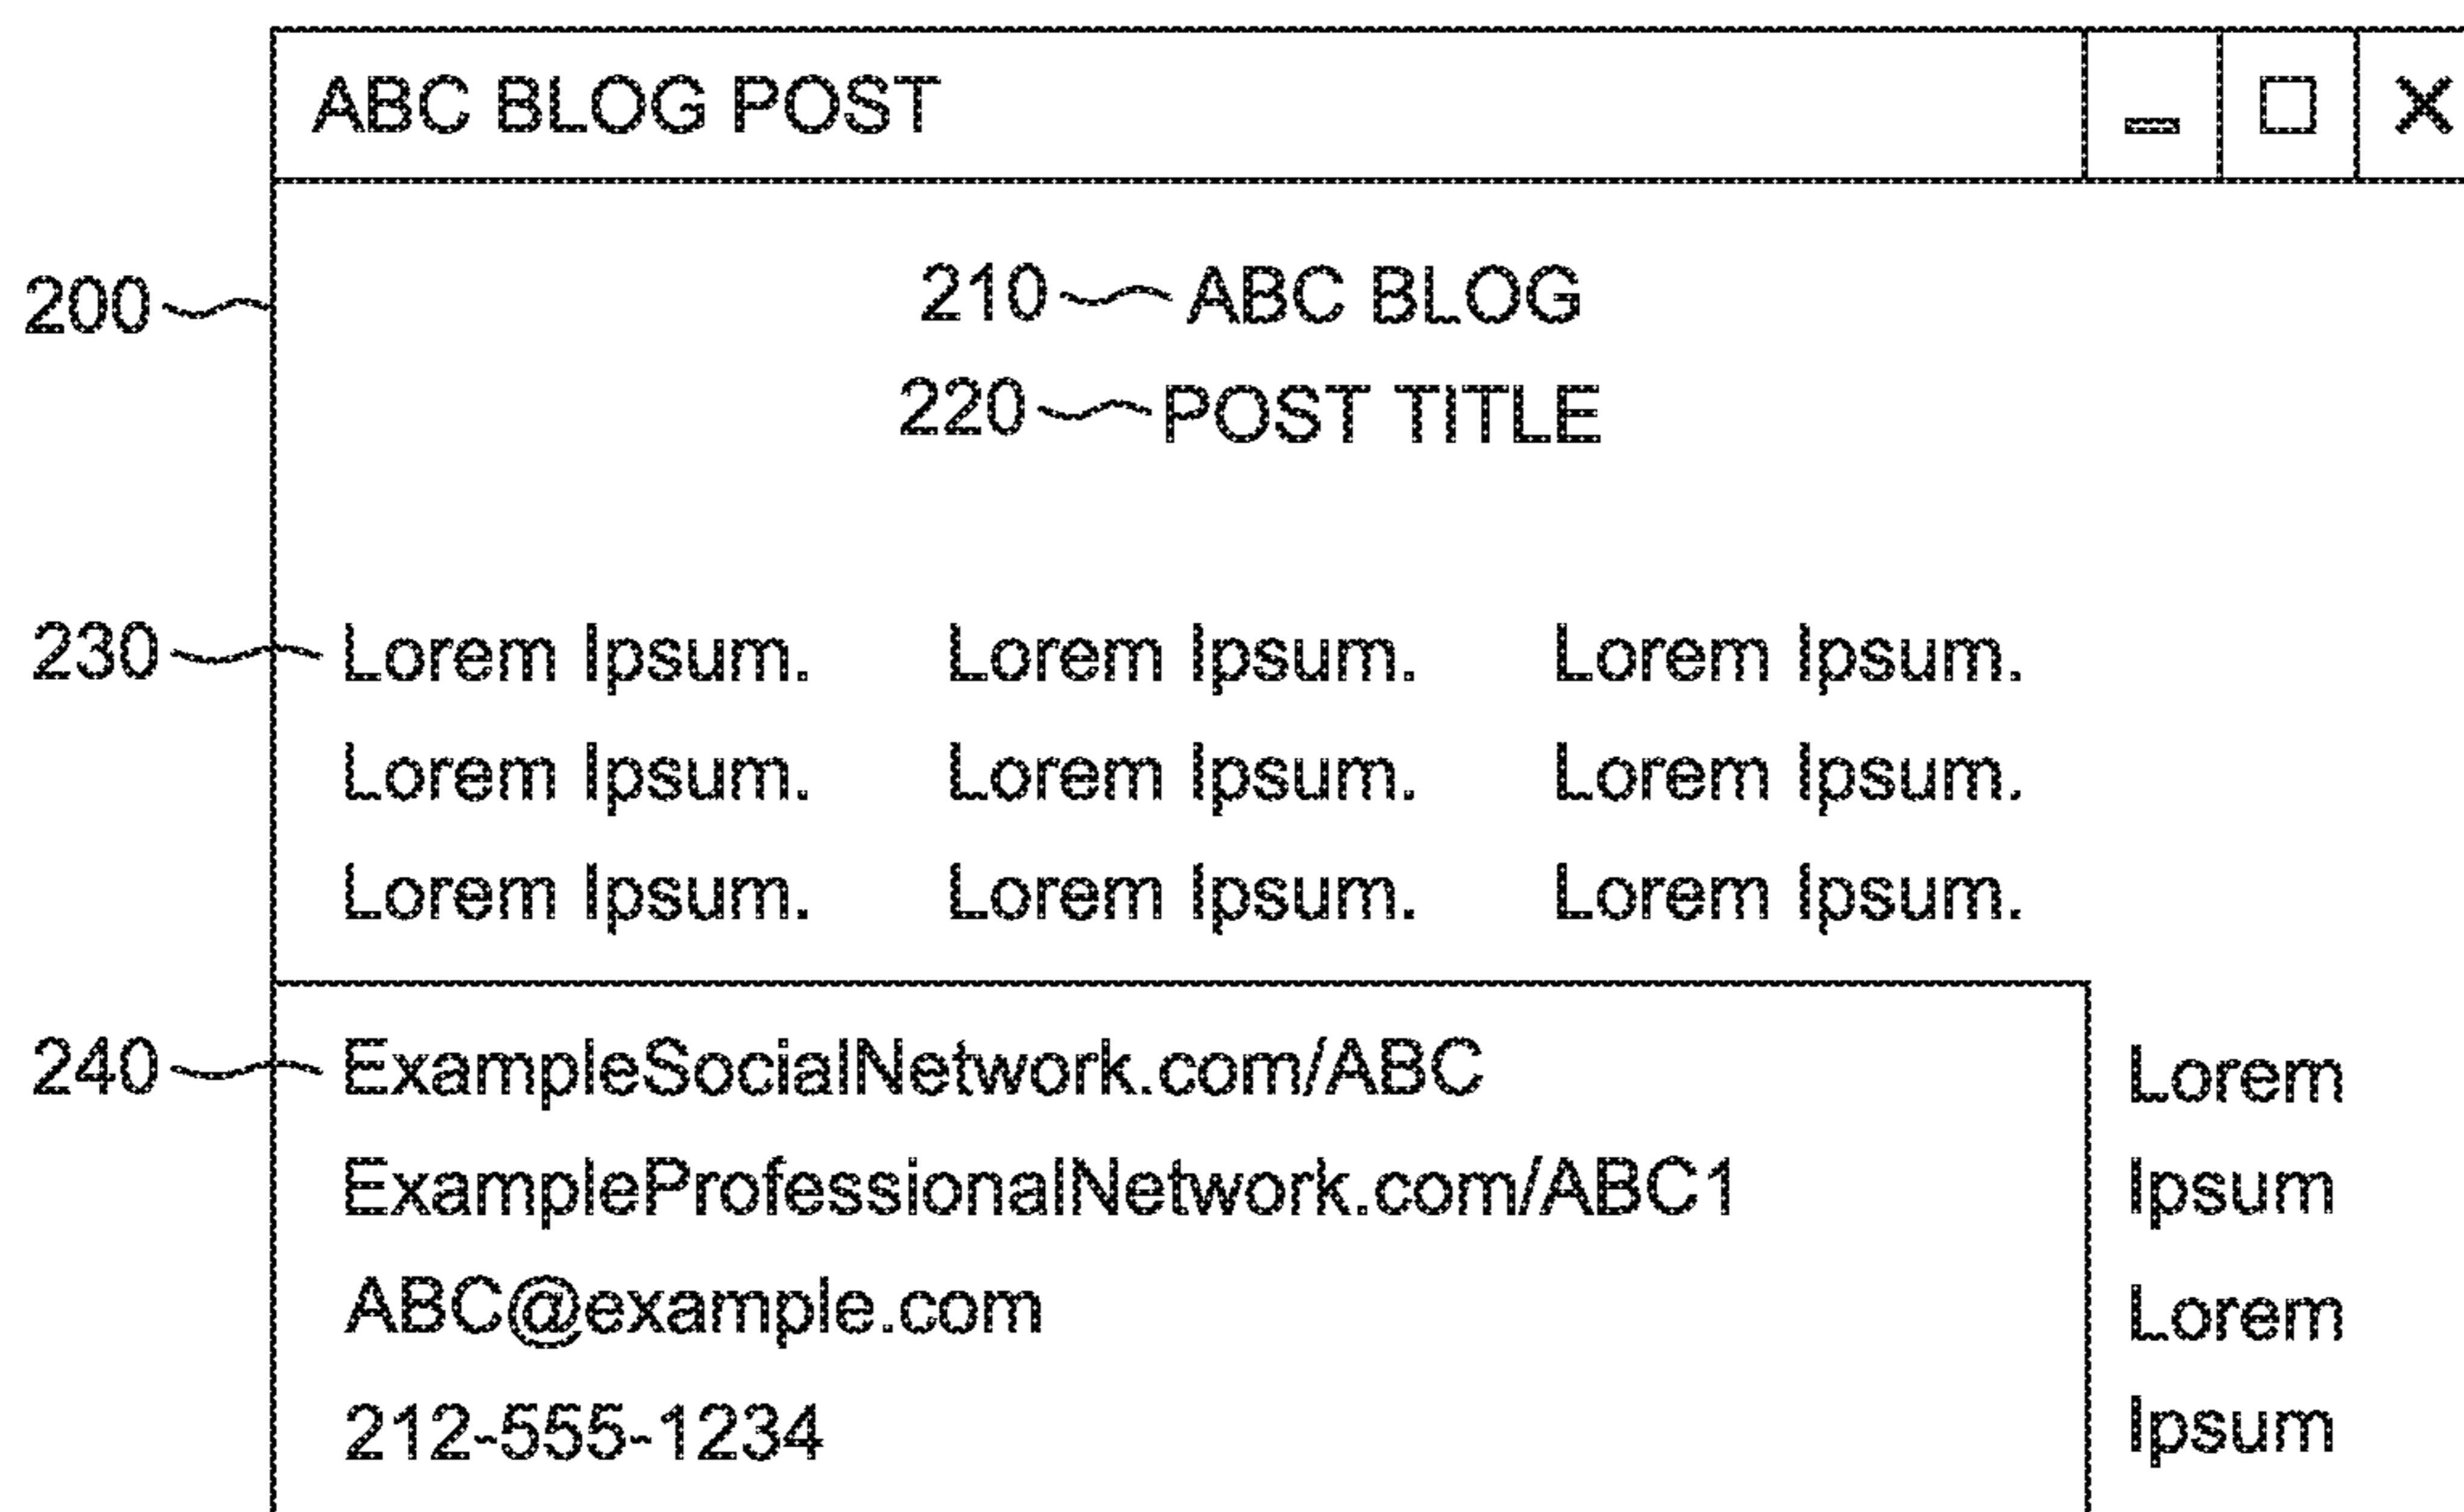 ABC BLOG POST
200
210 ABC BLOG
220 POST TITLE
230 Lorem Ipsum. Lorem Ipsum. Lorem Ipsum.
Lorem Ipsum. Lorem Ipsum. Lorem Ipsum.
Lorem Ipsum. Lorem Ipsum. Lorem Ipsum.
240 ExampleSocialNetwork.com/ABC
ExampleProfessionalNetwork.com/ABC1
ABC@example.com
212-555-1234
Lorem
Ipsum
Lorem
Ipsum